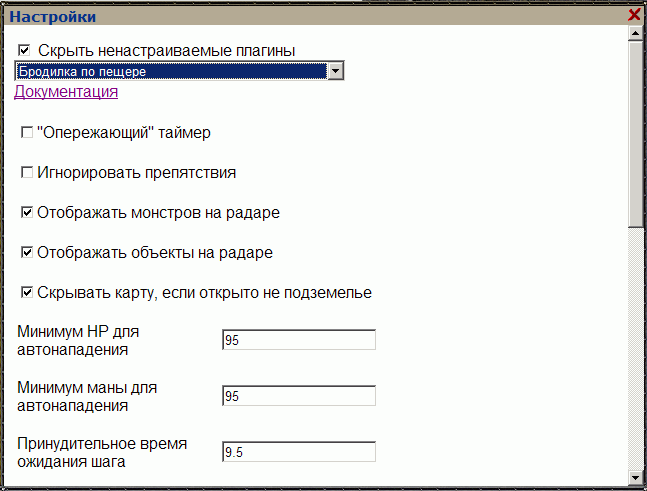 Настройки
Скрыть ненастраиваемые плагины
Бродилка по пещере
Документация
"Опережающий" таймер
Игнорировать препятствия
Отображать монстров на радаре
Отображать объекты на радаре
Скрывать карту, если открыто не подземелье
Минимум HP для
автонападения
95
Минимум маны для
автонападения
95
Принудительное время
ожидания шага
9.5